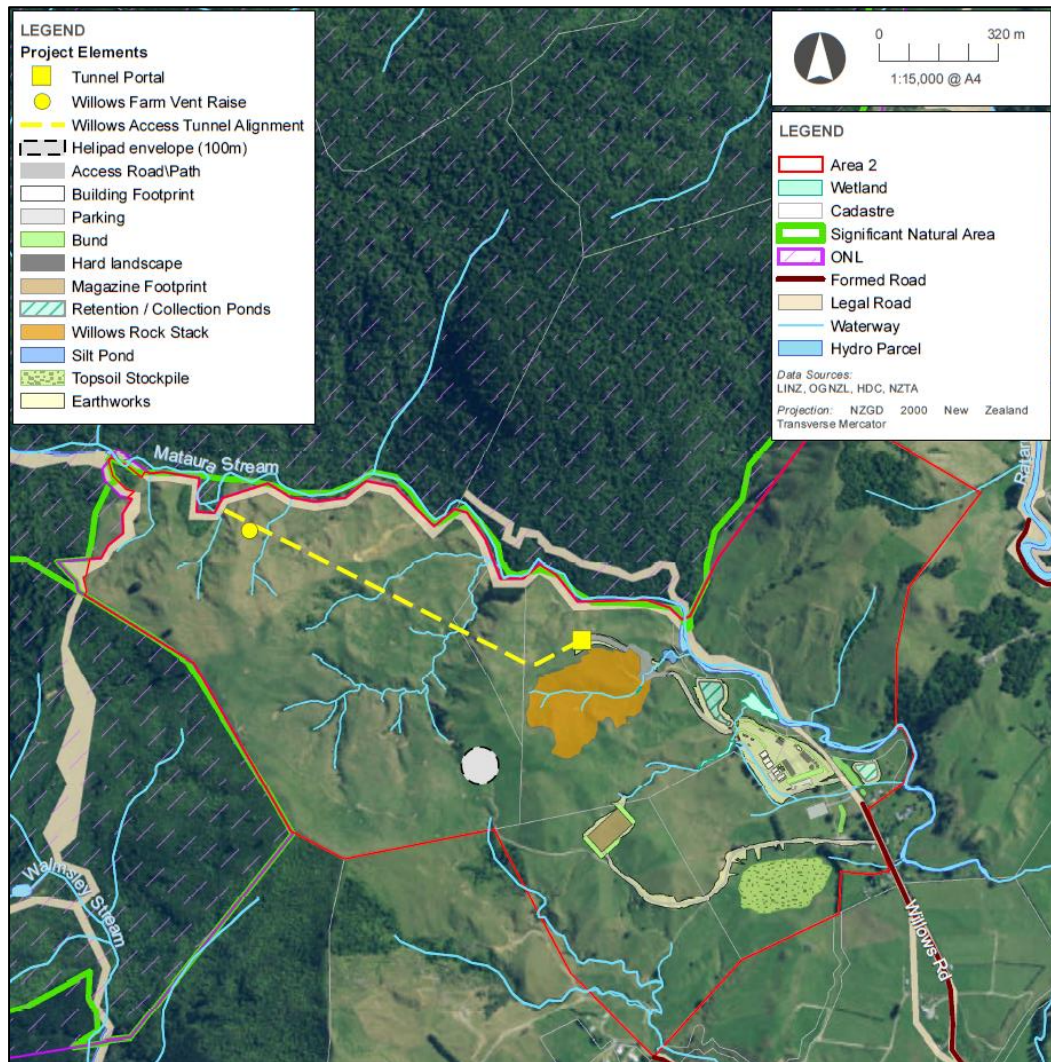 LEGEND
Project Elements
Tunnel Portal
Willows Farm Vent Raise
Willows Access Tunnel Alignment
Helipad envelope (100m)
Access Road\Path
Building Footprint
Parking
Bund
Hard landscape
Magazine Footprint
Retention / Collection Ponds
Willows Rock Stack
Silt Pond
Topsoil Stockpile
Earthworks
0 320 m
1:15,000 @ A4
LEGEND
Area 2
Wetland
Cadastre
Significant Natural Area
ONL
Formed Road
Legal Road
Waterway
Hydro Parcel
Data Sources:
LINZ, OGNZL, HDC, NZTA
Projection: NZGD 2000 New Zealand
Transverse Mercator
Mataura Stream
Walmsley Stream
Willows Rd